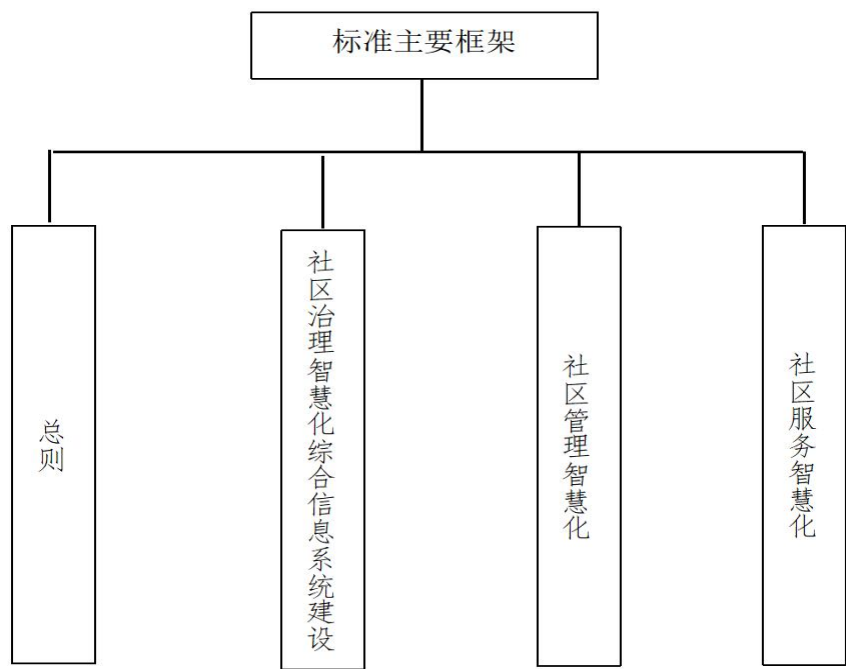 标准主要框架
总则
社区治理智慧化综合信息系统建设
社区管理智慧化
社区服务智慧化